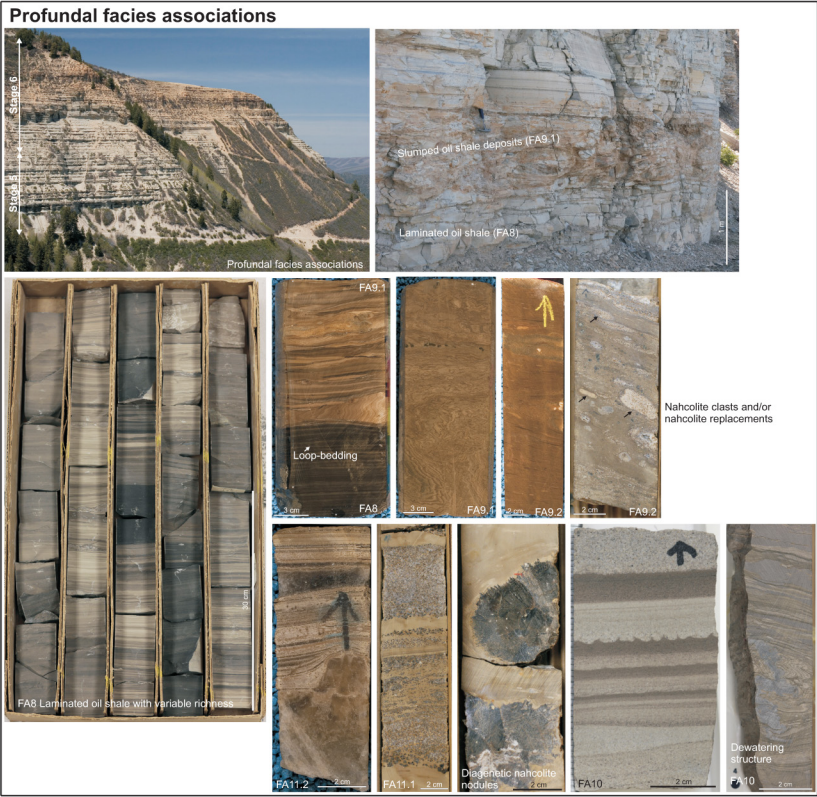 Profundal facies associations
Stage 6
Stage 5
Profundal facies associations
Slumped oil shale deposits (FA9.1)
Laminated oil shale (FA8)
1 m
FA8 Laminated oil shale with variable richness
30 cm
FA9.1
Loop-bedding
3 cm
FA8
3 cm
FA9.1
2 cm
FA9.2
2 cm
FA9.2
Nahcolite clasts and/or
nahcolite replacements
FA11.2
2 cm
FA11.1
2 cm
Diagenetic nahcolite
nodules
2 cm
FA10
2 cm
Dewatering
structure
FA10
2 cm